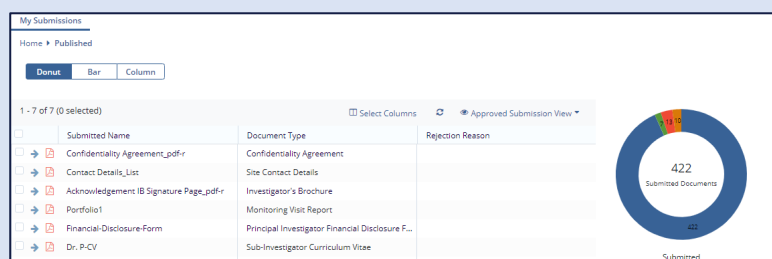 My Submissions
Home Published
Donut Bar Column
1 - 7 of 7 (0 selected) Select Columns Approved Submission View
Submitted Name Document Type Rejection Reason
Confidentiality Agreement_pdf-r Confidentiality Agreement
Contact Details_List Site Contact Details
Acknowledgement IB Signature Page_pdf-r Investigator's Brochure
Portfolio1 Monitoring Visit Report
Financial-Disclosure-Form Principal Investigator Financial Disclosure F...
Dr. P-CV Sub-Investigator Curriculum Vitae
7 13 10
422
Submitted Documents
422
Submitted